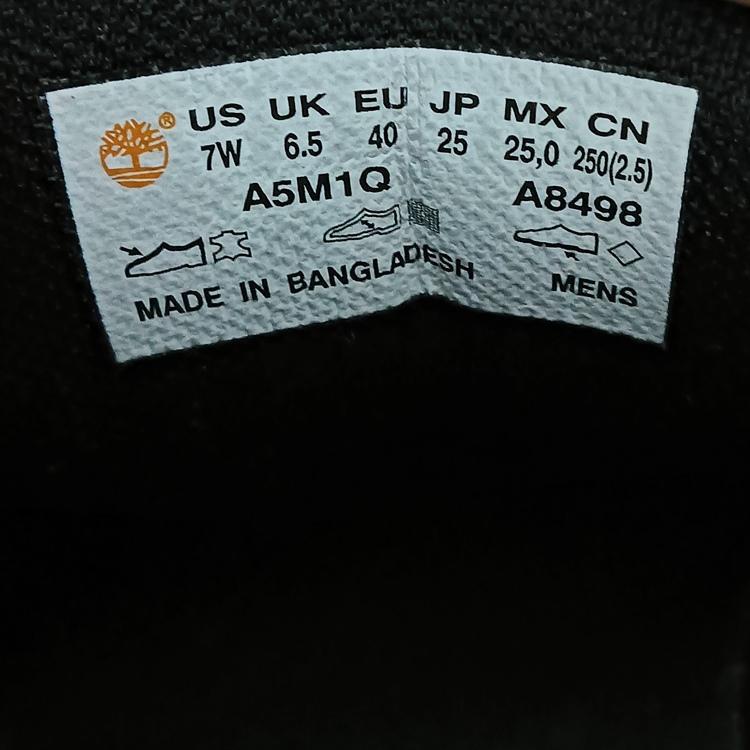 ® US UK EU JP MX CN
7W 6.5 40 25 25,0 250(2.5)
A5M1Q A8498
MADE IN BANGLADESH MENS